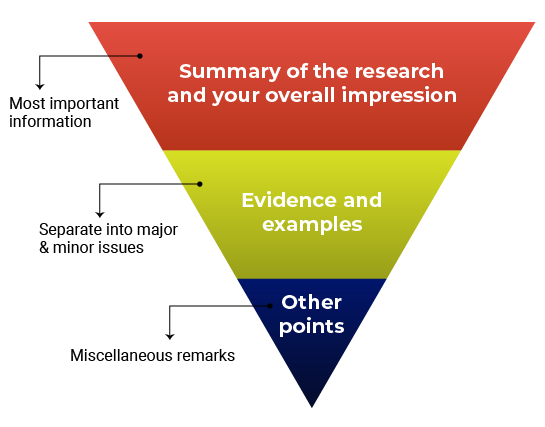 Summary of the research
and your overall impression
Most important
information
Evidence and
examples
Separate into major
& minor issues
Other
points
Miscellaneous remarks